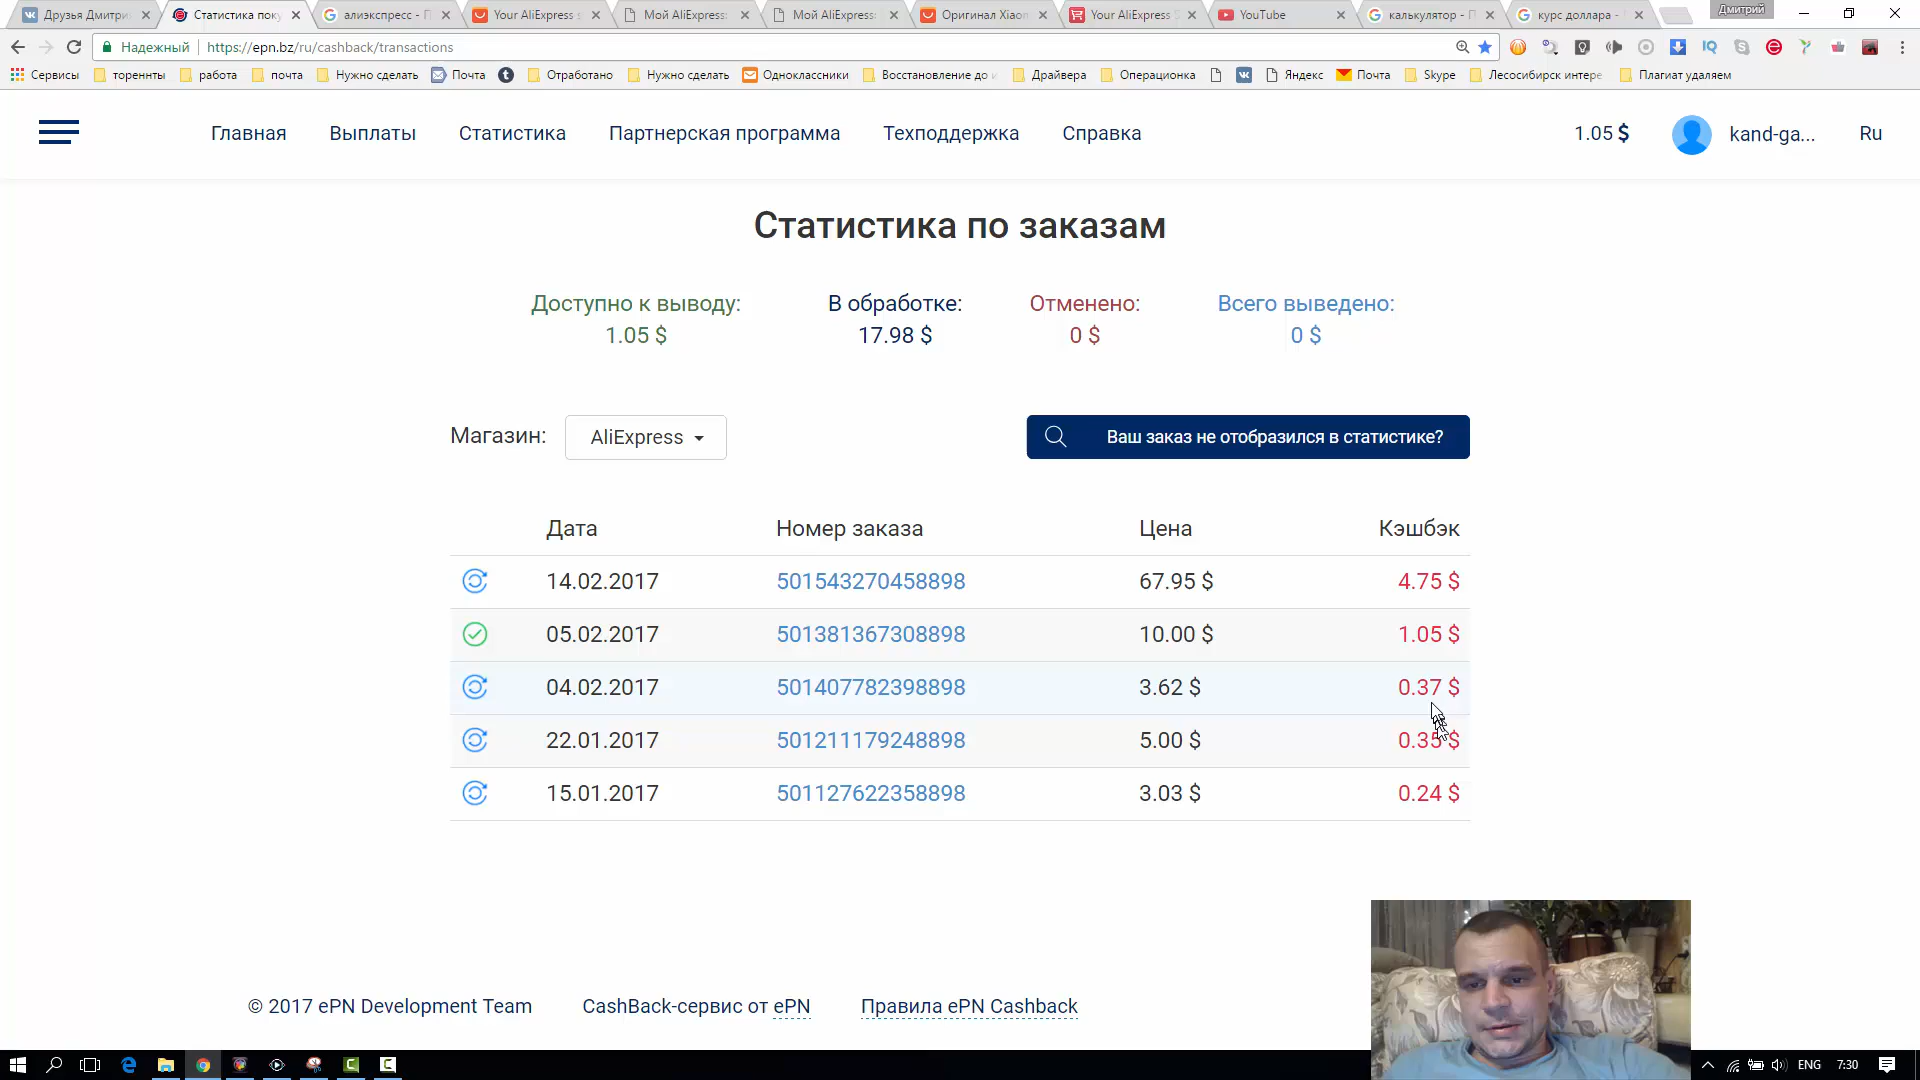 Друзья Дмитри
Статистика поку
алиэкспресс - П
Your AliExpress s
Мой AliExpress:
Мой AliExpress:
Оригинал Xiaom
Your AliExpress
YouTube
калькулятор - П
курс доллара -
Дмитрий
Надежный
https://epn.bz/ru/cashback/transactions
Сервисы
тореннты
работа
почта
Нужно сделать
Почта
Отработано
Нужно сделать
Одноклассники
Восстановление до
Драйвера
Операционка
Яндекс
Почта
Skype
Лесосибирск интере
Плагиат удаляем
Главная
Выплаты
Статистика
Партнерская программа
Техподдержка
Справка
1.05 $
kand-ga...
Ru
Статистика по заказам
Доступно к выводу:
В обработке:
Отменено:
Всего выведено:
1.05 $
17.98 $
0 $
0 $
Магазин:
AliExpress
Ваш заказ не отобразился в статистике?
Дата Номер заказа Цена Кэшбэк
14.02.2017 501543270458898 67.95 $ 4.75 $
05.02.2017 501381367308898 10.00 $ 1.05 $
04.02.2017 501407782398898 3.62 $ 0.37 $
22.01.2017 501211179248898 5.00 $ 0.35 $
15.01.2017 501127622358898 3.03 $ 0.24 $
© 2017 ePN Development Team
CashBack-сервис от ePN
Правила ePN Cashback
ENG
7:30